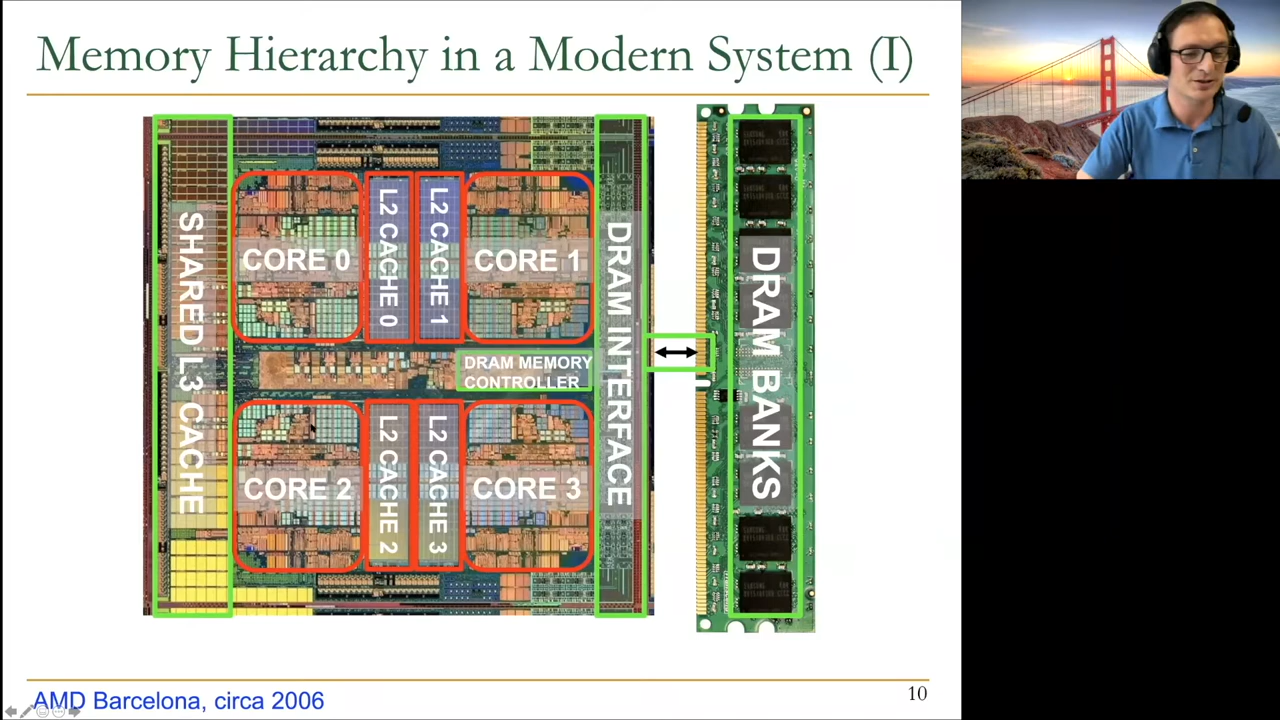 Memory Hierarchy in a Modern System (I)
SHARED L3 CACHE
CORE 0
L2 CACHE 0
L2 CACHE 1
CORE 1
DRAM INTERFACE
DRAM BANKS
DRAM MEMORY
CONTROLLER
CORE 2
L2 CACHE 2
L2 CACHE 3
CORE 3
AMD Barcelona, circa 2006
10